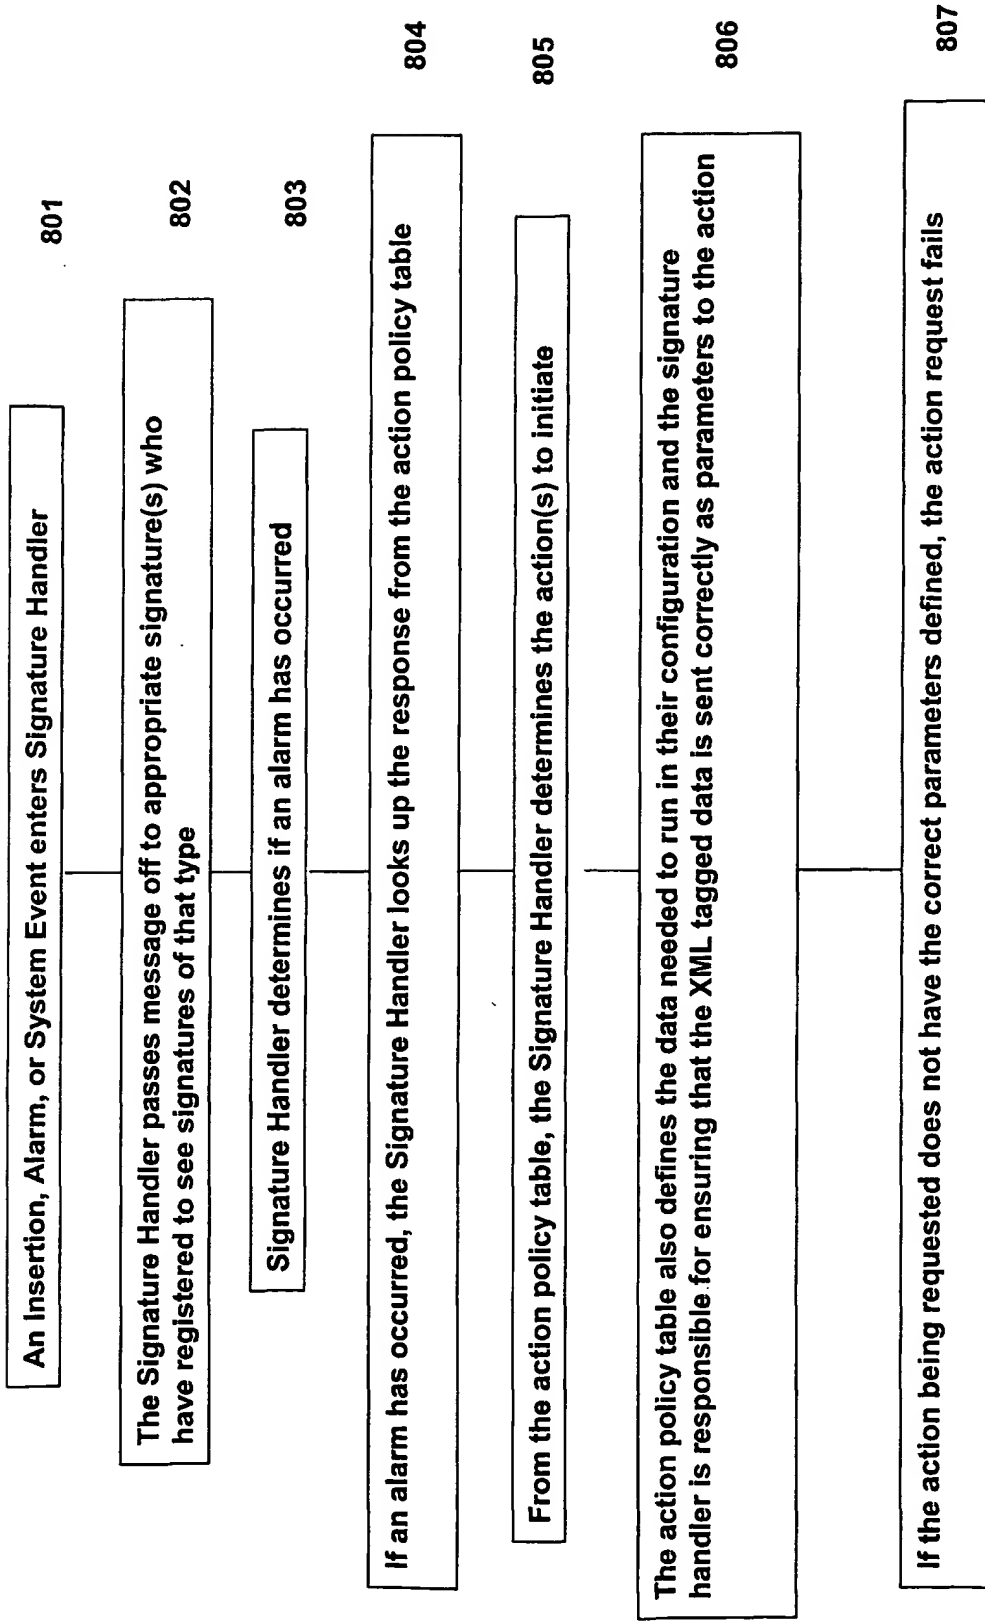 801
An Insertion, Alarm, or System Event enters Signature Handler
802
The Signature Handler passes message off to appropriate signature(s) who
have registered to see signatures of that type
803
Signature Handler determines if an alarm has occurred
804
If an alarm has occurred, the Signature Handler looks up the response from the action policy table
805
From the action policy table, the Signature Handler determines the action(s) to initiate
806
The action policy table also defines the data needed to run in their configuration and the signature
handler is responsible for ensuring that the XML tagged data is sent correctly as parameters to the action
807
If the action being requested does not have the correct parameters defined, the action request fails